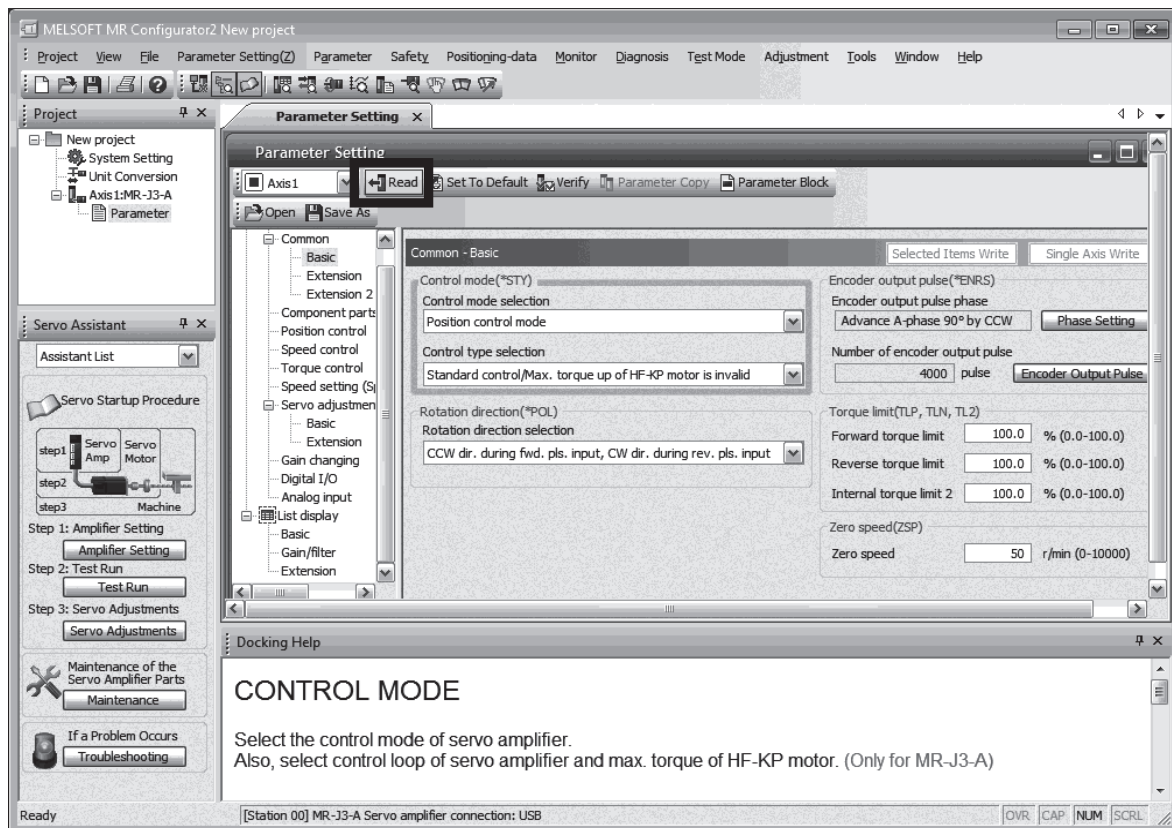 MELSOFT MR Configurator2 New project
Project View File Parameter Setting(Z) Parameter Safety Positioning-data Monitor Diagnosis Test Mode Adjustment Tools Window Help
Project
New project
System Setting
Unit Conversion
Axis1:MR-J3-A
Parameter
Servo Assistant
Assistant List
Servo Startup Procedure
step1
Servo Amp
Servo Motor
step2
step3
Machine
Step 1: Amplifier Setting
Amplifier Setting
Step 2: Test Run
Test Run
Step 3: Servo Adjustments
Servo Adjustments
Maintenance of the
Servo Amplifier Parts
Maintenance
If a Problem Occurs
Troubleshooting
Parameter Setting
Parameter Setting
Axis1 Read Set To Default Verify Parameter Copy Parameter Block
Open Save As
Common
Basic
Extension
Extension 2
Component parts
Position control
Speed control
Torque control
Speed setting (Sp
Servo adjustmen
Basic
Extension
Gain changing
Digital I/O
Analog input
List display
Basic
Gain/filter
Extension
Common - Basic
Selected Items Write Single Axis Write
Control mode(*STY)
Control mode selection
Position control mode
Control type selection
Standard control/Max. torque up of HF-KP motor is invalid
Rotation direction(*POL)
Rotation direction selection
CCW dir. during fwd. pls. input, CW dir. during rev. pls. input
Encoder output pulse(*ENRS)
Encoder output pulse phase
Advance A-phase 90° by CCW Phase Setting
Number of encoder output pulse
4000 pulse Encoder Output Pulse
Torque limit(TLP, TLN, TL2)
Forward torque limit 100.0 % (0.0-100.0)
Reverse torque limit 100.0 % (0.0-100.0)
Internal torque limit 2 100.0 % (0.0-100.0)
Zero speed(ZSP)
Zero speed 50 r/min (0-10000)
Docking Help
CONTROL MODE
Select the control mode of servo amplifier.
Also, select control loop of servo amplifier and max. torque of HF-KP motor. (Only for MR-J3-A)
Ready [Station 00] MR-J3-A Servo amplifier connection: USB OVR CAP NUM SCRL